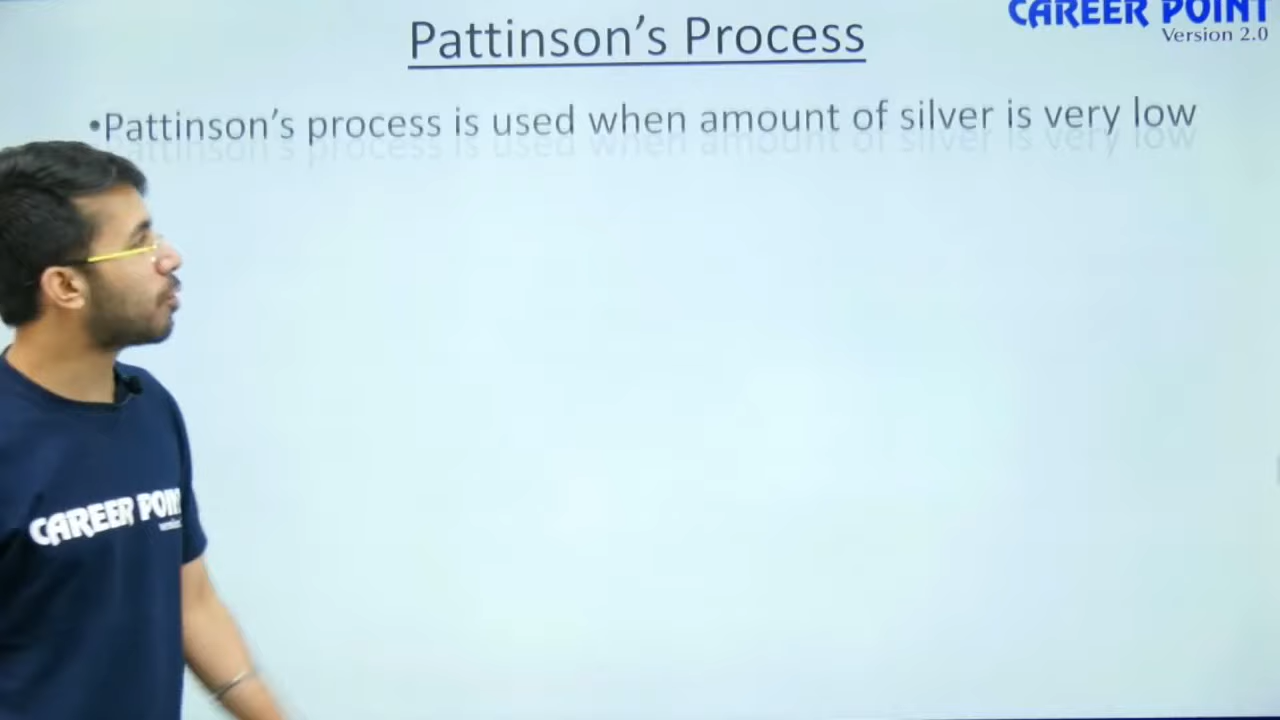 CAREER POINT
Version 2.0
Pattinson's Process
•Pattinson's process is used when amount of silver is very low
CAREER POINT